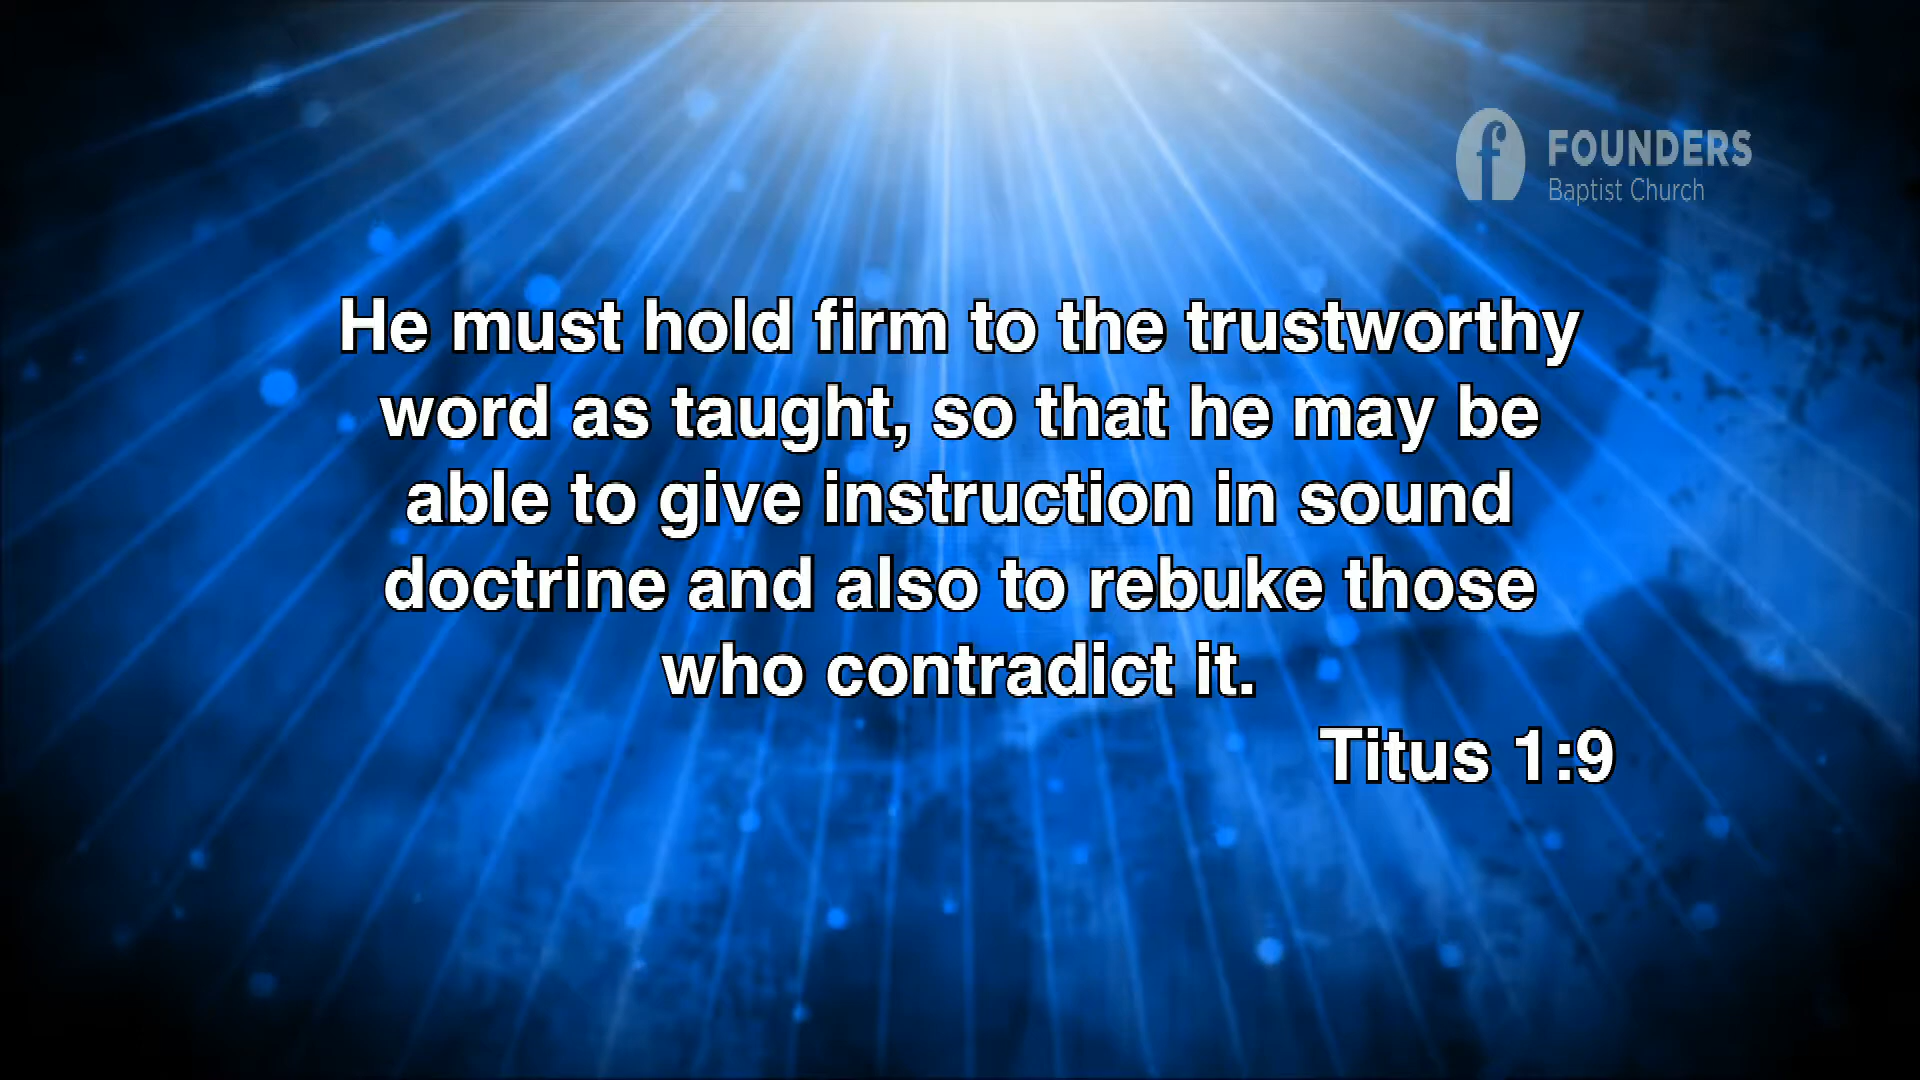 FOUNDERS
Baptist Church
He must hold firm to the trustworthy
word as taught, so that he may be
able to give instruction in sound
doctrine and also to rebuke those
who contradict it.
Titus 1:9